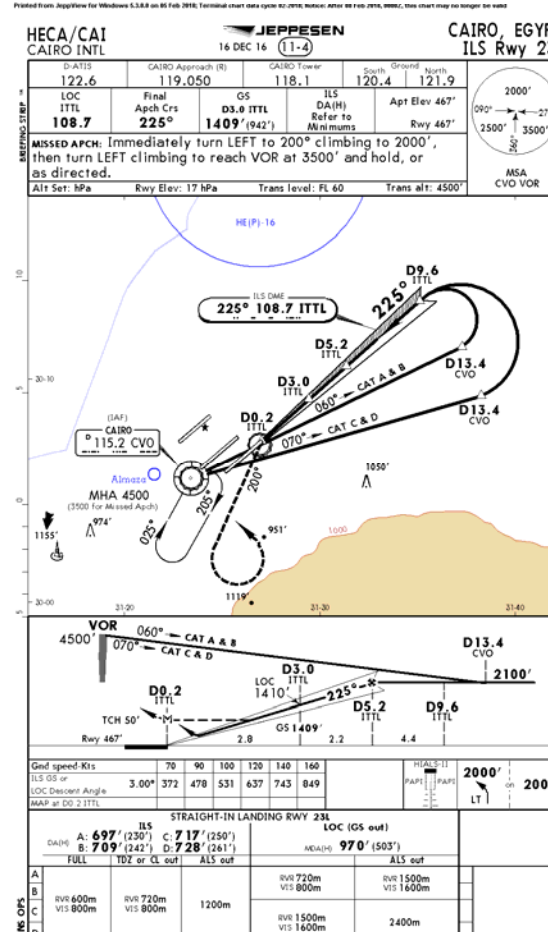 Printed from JeppView for Windows 5.3.0.0 on 05 Feb 2018; Terminal chart data cycle 02-2018; Notice: After 08 Feb 2018, 0000Z, this chart may no longer be valid
HECA/CAI
CAIRO INTL
JEPPESEN
16 DEC 16 11-4
CAIRO, EGYP
ILS Rwy 23
D-ATIS
122.6
CAIRO Approach (R)
119.050
CAIRO Tower
118.1
Ground
South North
120.4 121.9
BRIEFING STRIP
LOC
ITTL
108.7
Final
Apch Crs
225°
GS
D3.0 ITTL
1409'(942')
ILS
DA(H)
Refer to
Minimums
Apt Elev 467'
Rwy 467'
2000'
090° 27
2500' 3500'
360°
MSA
CVO VOR
MISSED APCH: Immediately turn LEFT to 200° climbing to 2000',
then turn LEFT climbing to reach VOR at 3500' and hold, or
as directed.
Alt Set: hPa Rwy Elev: 17 hPa Trans level: FL 60 Trans alt: 4500'
HE(P)-16
D9.6
ITTL
225°
ILS DME
225° 108.7 ITTL
10
D5.2
ITTL
D13.4
CVO
D3.0
ITTL
060° CAT A & B
5
30-10
D13.4
CVO
D0.2
ITTL
070° CAT C & D
(IAF)
CAIRO
D 115.2 CVO
Almaza
200°
1050'
MHA 4500
(3500 for Missed Apch)
205°
025°
0
974'
1155'
951'
1000
1119'
5
30-00
31-20 31-30 31-40
VOR
4500'
060° CAT A & B
070° CAT C & D
D13.4
CVO
2100'
D3.0
ITTL
LOC
1410'
225°
D0.2
ITTL
M
TCH 50'
GS 1409'
D5.2
ITTL
D9.6
ITTL
Rwy 467'
2.8 2.2 4.4
Gnd speed-Kts 70 90 100 120 140 160
ILS GS or
LOC Descent Angle 3.00° 372 478 531 637 743 849
MAP at D0.2 ITTL
HIALS-II
PAPI PAPI
2000'
LT
on
200
STRAIGHT-IN LANDING RWY 23L
ILS
LOC (GS out)
DA(H) A: 697'(230') C: 717'(250')
B: 709'(242') D: 728'(261')
MDA(H) 970'(503')
FULL TDZ or CL out ALS out ALS out
A
B
C
D
RVR 600m
VIS 800m
RVR 720m
VIS 800m
1200m
RVR 720m
VIS 800m
RVR 1500m
VIS 1600m
RVR 1500m
VIS 1600m
2400m
NS OPS